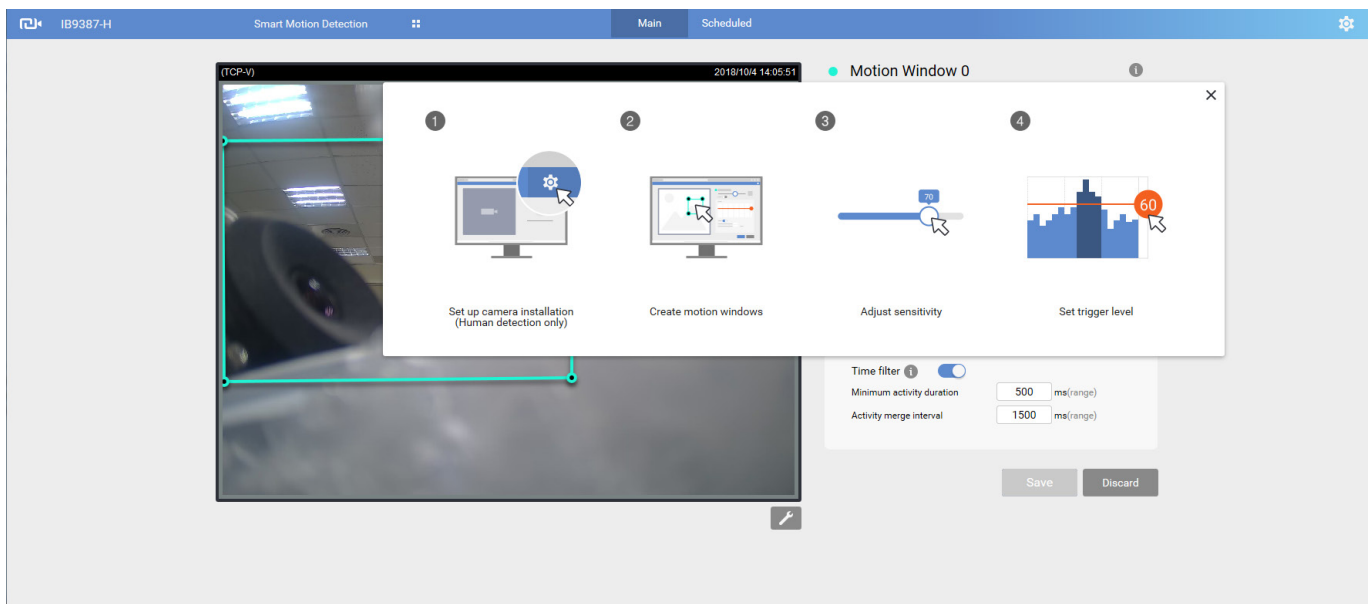 IB9387-H
Smart Motion Detection
Main
Scheduled
(TCP-V)
2018/10/4 14:05:51
Motion Window 0
1
2
3
4
70
60
Set up camera installation
(Human detection only)
Create motion windows
Adjust sensitivity
Set trigger level
Time filter
Minimum activity duration
500
ms(range)
Activity merge interval
1500
ms(range)
Save
Discard